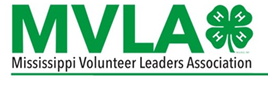 MVLA
H H H H
Mississippi Volunteer Leaders Association